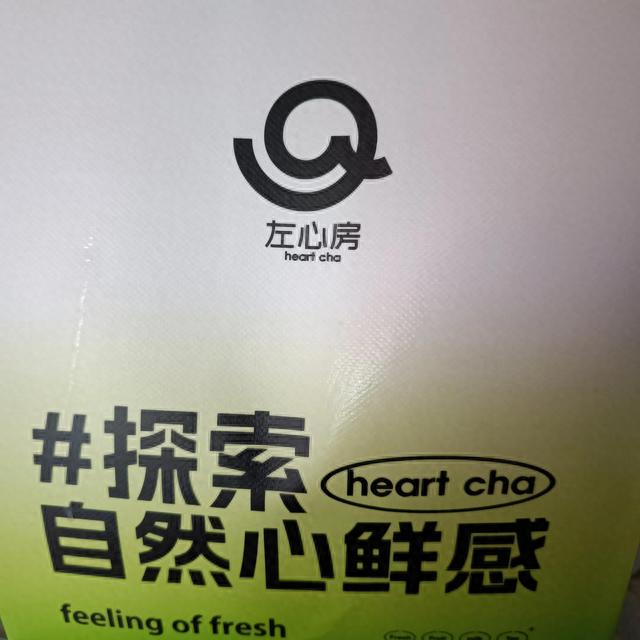 左心房
heart cha
#探索
heart cha
自然心鲜感
feeling of fresh